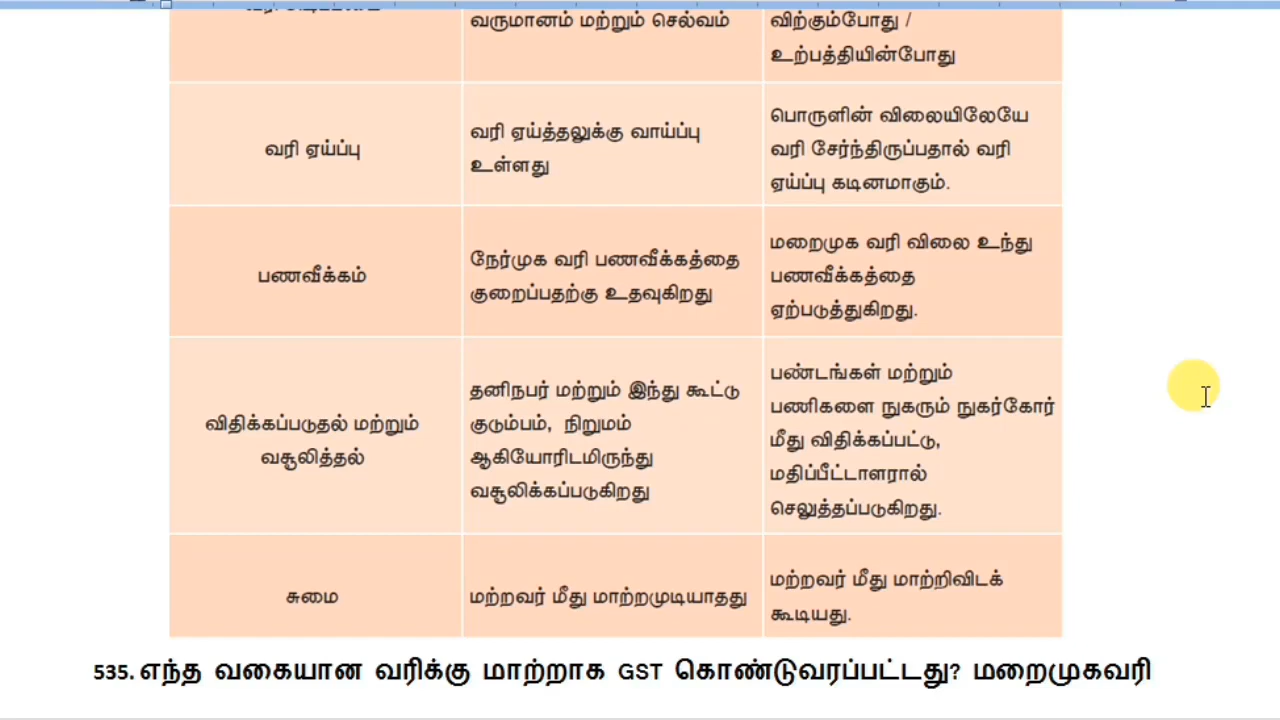 வருமானம் மற்றும் செல்வம்
விற்கும்போது /
உற்பத்தியின்போது
வரி ஏய்ப்பு
வரி ஏய்த்தலுக்கு வாய்ப்பு
உள்ளது
பொருளின் விலையிலேயே
வரி சேர்ந்திருப்பதால் வரி
ஏய்ப்பு கடினமாகும்.
பணவீக்கம்
நேர்முக வரி பணவீக்கத்தை
குறைப்பதற்கு உதவுகிறது
மறைமுக வரி விலை உந்து
பணவீக்கத்தை
ஏற்படுத்துகிறது.
விதிக்கப்படுதல் மற்றும்
வசூலித்தல்
தனிநபர் மற்றும் இந்து கூட்டு
குடும்பம், நிறுமம்
ஆகியோரிடமிருந்து
வசூலிக்கப்படுகிறது
பண்டங்கள் மற்றும்
பணிகளை நுகரும் நுகர்கோர்
மீது விதிக்கப்பட்டு,
மதிப்பீட்டாளரால்
செலுத்தப்படுகிறது.
சுமை
மற்றவர் மீது மாற்றமுடியாதது
மற்றவர் மீது மாற்றிவிடக்
கூடியது.
535. எந்த வகையான வரிக்கு மாற்றாக GST கொண்டுவரப்பட்டது? மறைமுகவரி